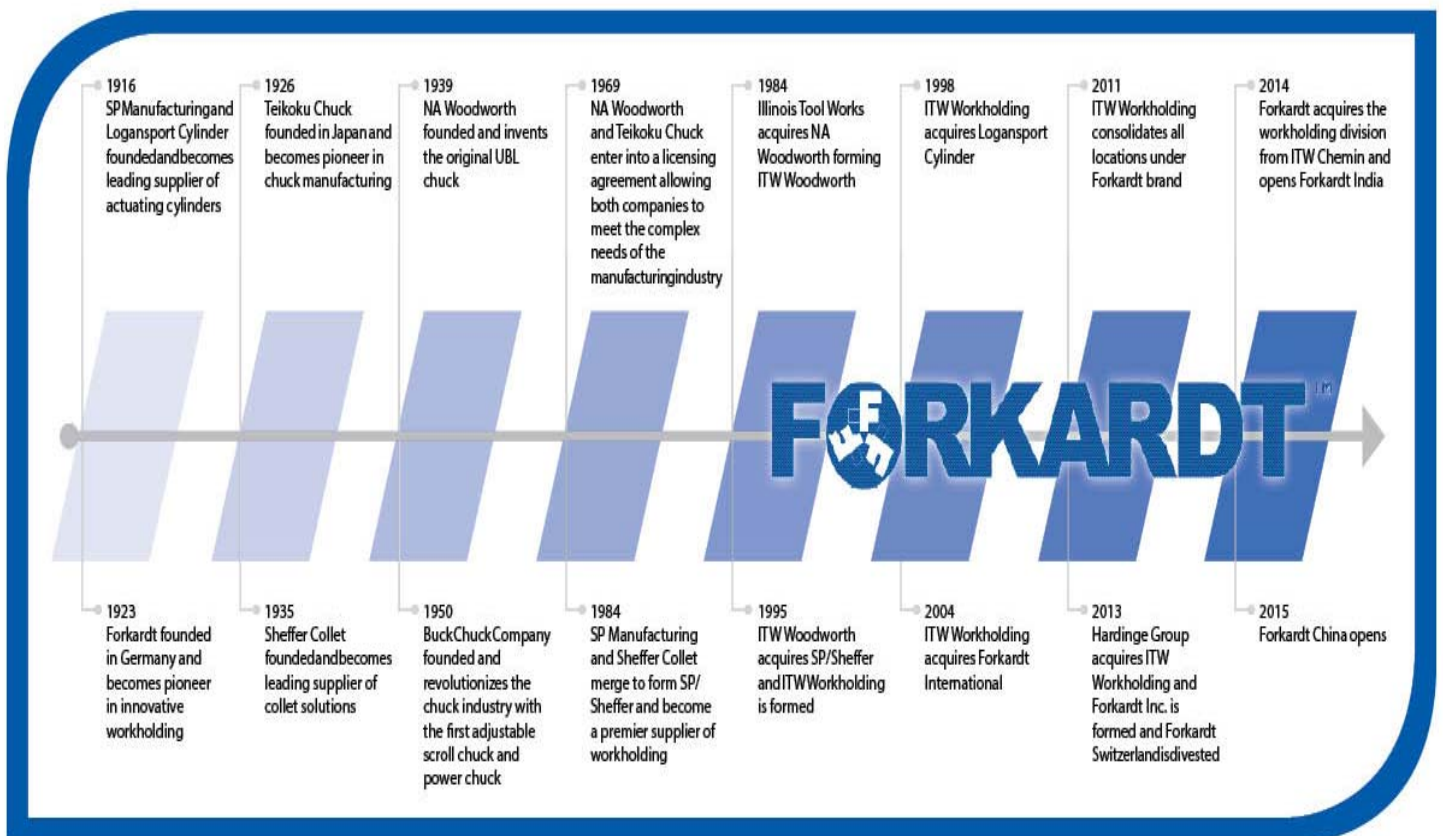 1916
SPManufacturingand
Logansport Cylinder
foundedandbecomes
leading supplier of
actuating cylinders
1926
Teikoku Chuck
founded in Japan and
becomes pioneer in
chuck manufacturing
1939
NA Woodworth
founded and invents
the original UBL
chuck
1969
NA Woodworth
and Teikoku Chuck
enter into a licensing
agreement allowing
both companies to
meet the complex
needs of the
manufacturingindustry
1984
Illinois Tool Works
acquires NA
Woodworth forming
ITW Woodworth
1998
ITW Workholding
acquires Logansport
Cylinder
2011
ITW Workholding
consolidates all
locations under
Forkardt brand
2014
Forkardt acquires the
workholding division
from ITW Chemin and
opens Forkardt India
FORKARDT TM
1923
Forkardt founded
in Germany and
becomes pioneer
in innovative
workholding
1935
Sheffer Collet
foundedandbecomes
leading supplier of
collet solutions
1950
BuckChuckCompany
founded and
revolutionizes the
chuck industry with
the first adjustable
scroll chuck and
power chuck
1984
SP Manufacturing
and Sheffer Collet
merge to form SP/
Sheffer and become
a premier supplier of
workholding
1995
ITW Woodworth
acquires SP/Sheffer
and ITW Workholding
is formed
2004
ITW Workholding
acquires Forkardt
International
2013
Hardinge Group
acquires ITW
Workholding and
Forkardt Inc. is
formed and Forkardt
Switzerlandisdivested
2015
Forkardt China opens